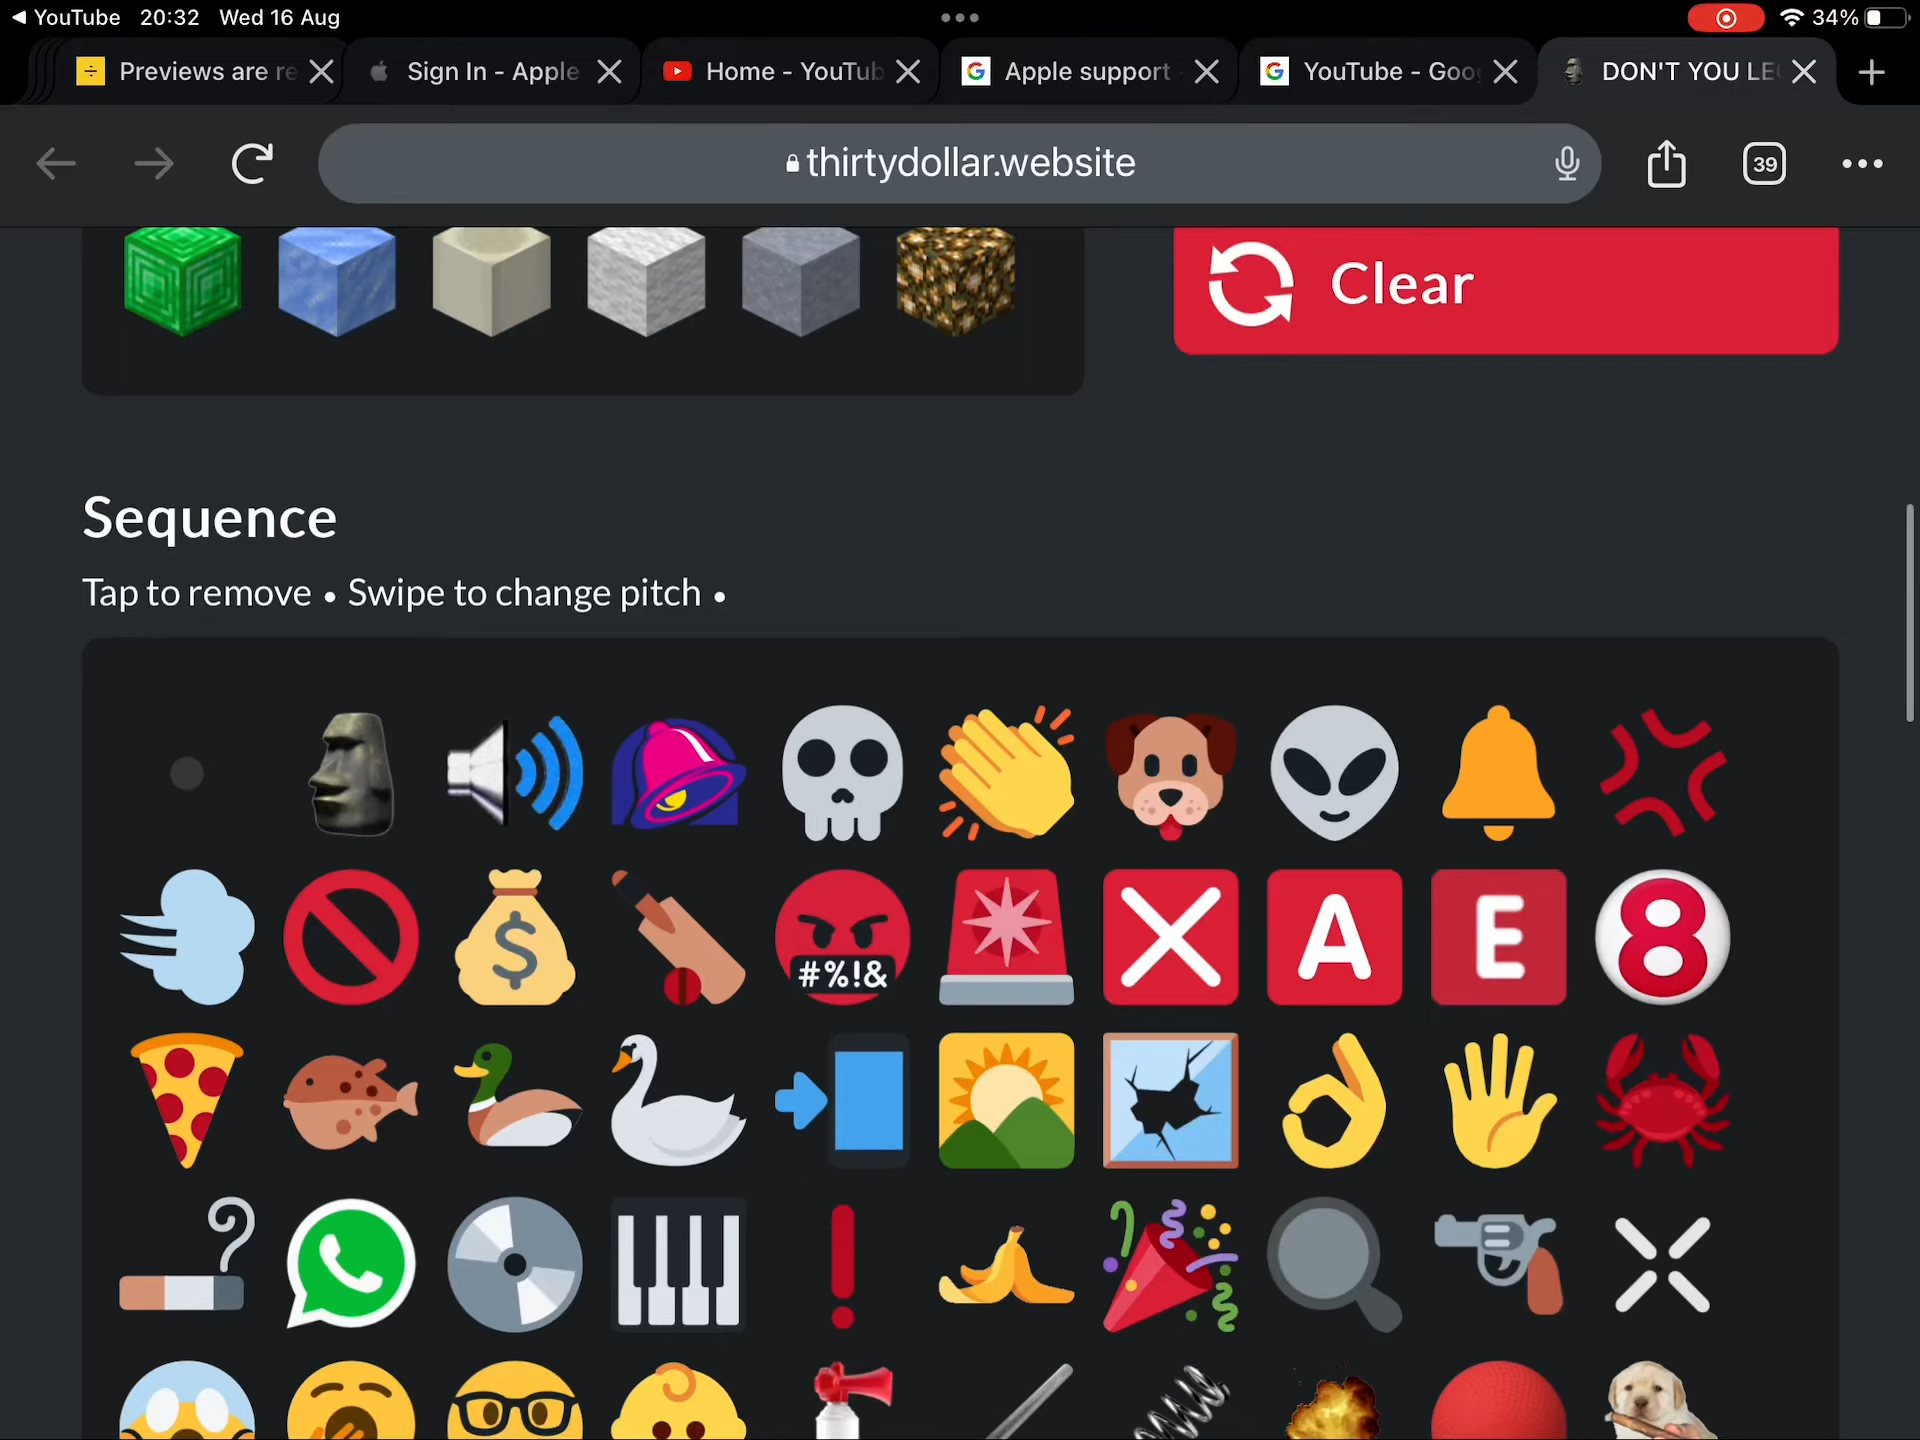 YouTube 20:32 Wed 16 Aug 34%
Previews are re Sign In - Apple Home - YouTub Apple support YouTube - Goo DON'T YOU LE
thirtydollar.website 39
Clear
Sequence
Tap to remove • Swipe to change pitch •
$ #%!& A E 8